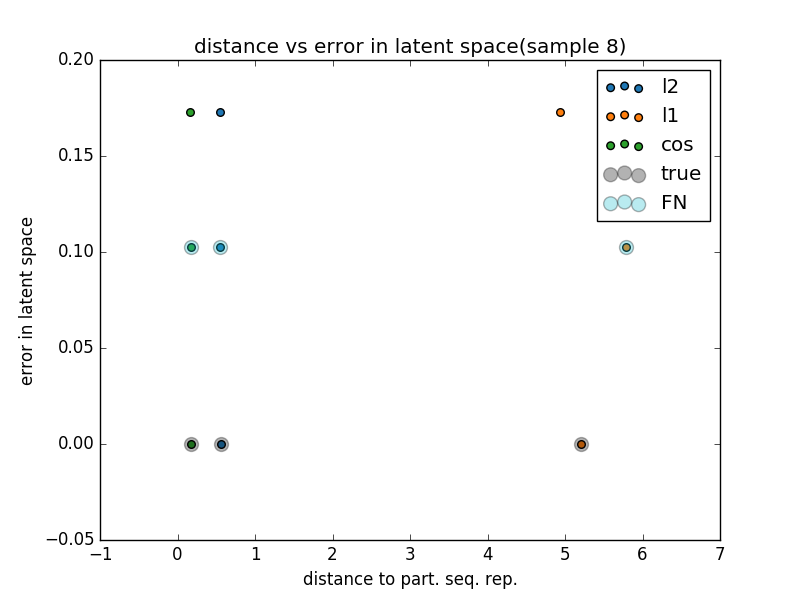 distance vs error in latent space(sample 8)
0.20
0.15
0.10
0.05
0.00
−0.05
error in latent space
l2
l1
cos
true
FN
−1
0
1
2
3
4
5
6
7
distance to part. seq. rep.